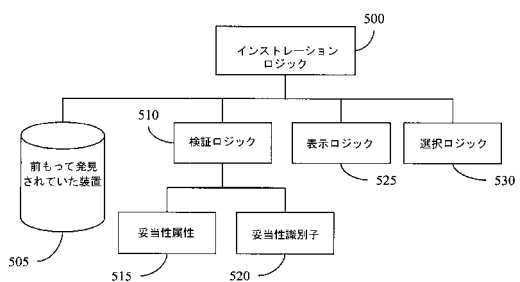 500
インストレーション
ロジック
510
前もって発見
されていた装置
検証ロジック
表示ロジック
選択ロジック
525
530
505
妥当性属性
妥当性識別子
515
520